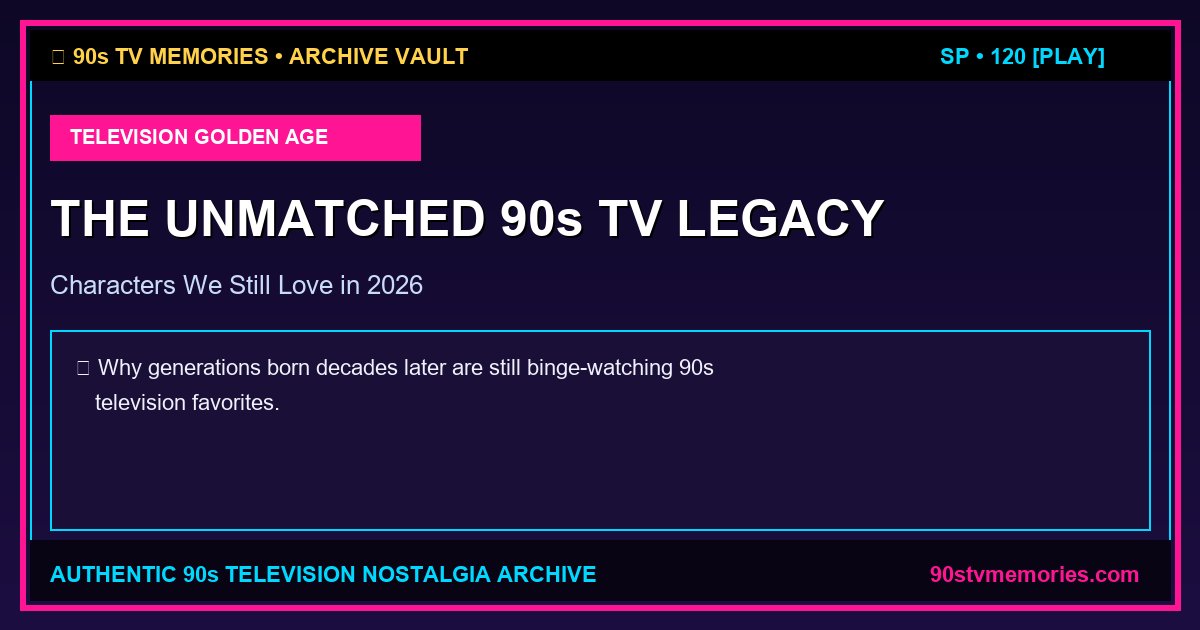 90s TV MEMORIES • ARCHIVE VAULT
SP • 120 [PLAY]
TELEVISION GOLDEN AGE
THE UNMATCHED 90s TV LEGACY
Characters We Still Love in 2026
Why generations born decades later are still binge-watching 90s
television favorites.
AUTHENTIC 90s TELEVISION NOSTALGIA ARCHIVE
90stvmemories.com